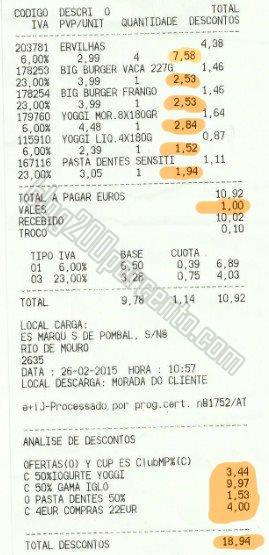 CODIGO DESCRI O TOTAL
IVA PVP/UNIT QUANTIDADE DESCONTOS
203781 ERVILHAS 4,38
6,00% 2,99 4 7,58
178253 BIG BURGER VACA 227G 1,46
23,00% 3,99 1 2,53
178254 BIG BURGER FRANGO 1,46
23,00% 3,99 1 2,53
179760 YOGGI MOR.8X180GR 1,64
6,00% 4,48 1 2,84
115910 YOGGI LIQ.4X180G 0,87
6,00% 2,39 1 1,52
167116 PASTA DENTES SENSITI 1,11
23,00% 3,05 1 1,94
TOTAL A PAGAR EUROS 10,92
VALES 1,00
RECEBIDO 10,02
TROCO 0,10
TIPO IVA BASE CUOTA
01 6,00% 6,50 0,39 6,89
03 23,00% 3,28 0,75 4,03
TOTAL 9,78 1,14 10,92
LOCAL CARGA:
ES MARQU S DE POMBAL, S/N8
RIO DE MOURO
2635
DATA : 26-02-2015 HORA : 10:57
LOCAL DESCARGA: MORADA DO CLIENTE
e+iJ-Processado por prog.cert. n81752/AT
ANALISE DE DESCONTOS
OFERTAS(O) Y CUP ES ClubMP%(C)
C 50%IOGURTE YOGGI 3,44
C 50% GAMA IGLO 9,97
O PASTA DENTES 50% 1,53
C 4EUR COMPRAS 22EUR 4,00
TOTAL DESCONTOS 18,94
blog200porcento.com